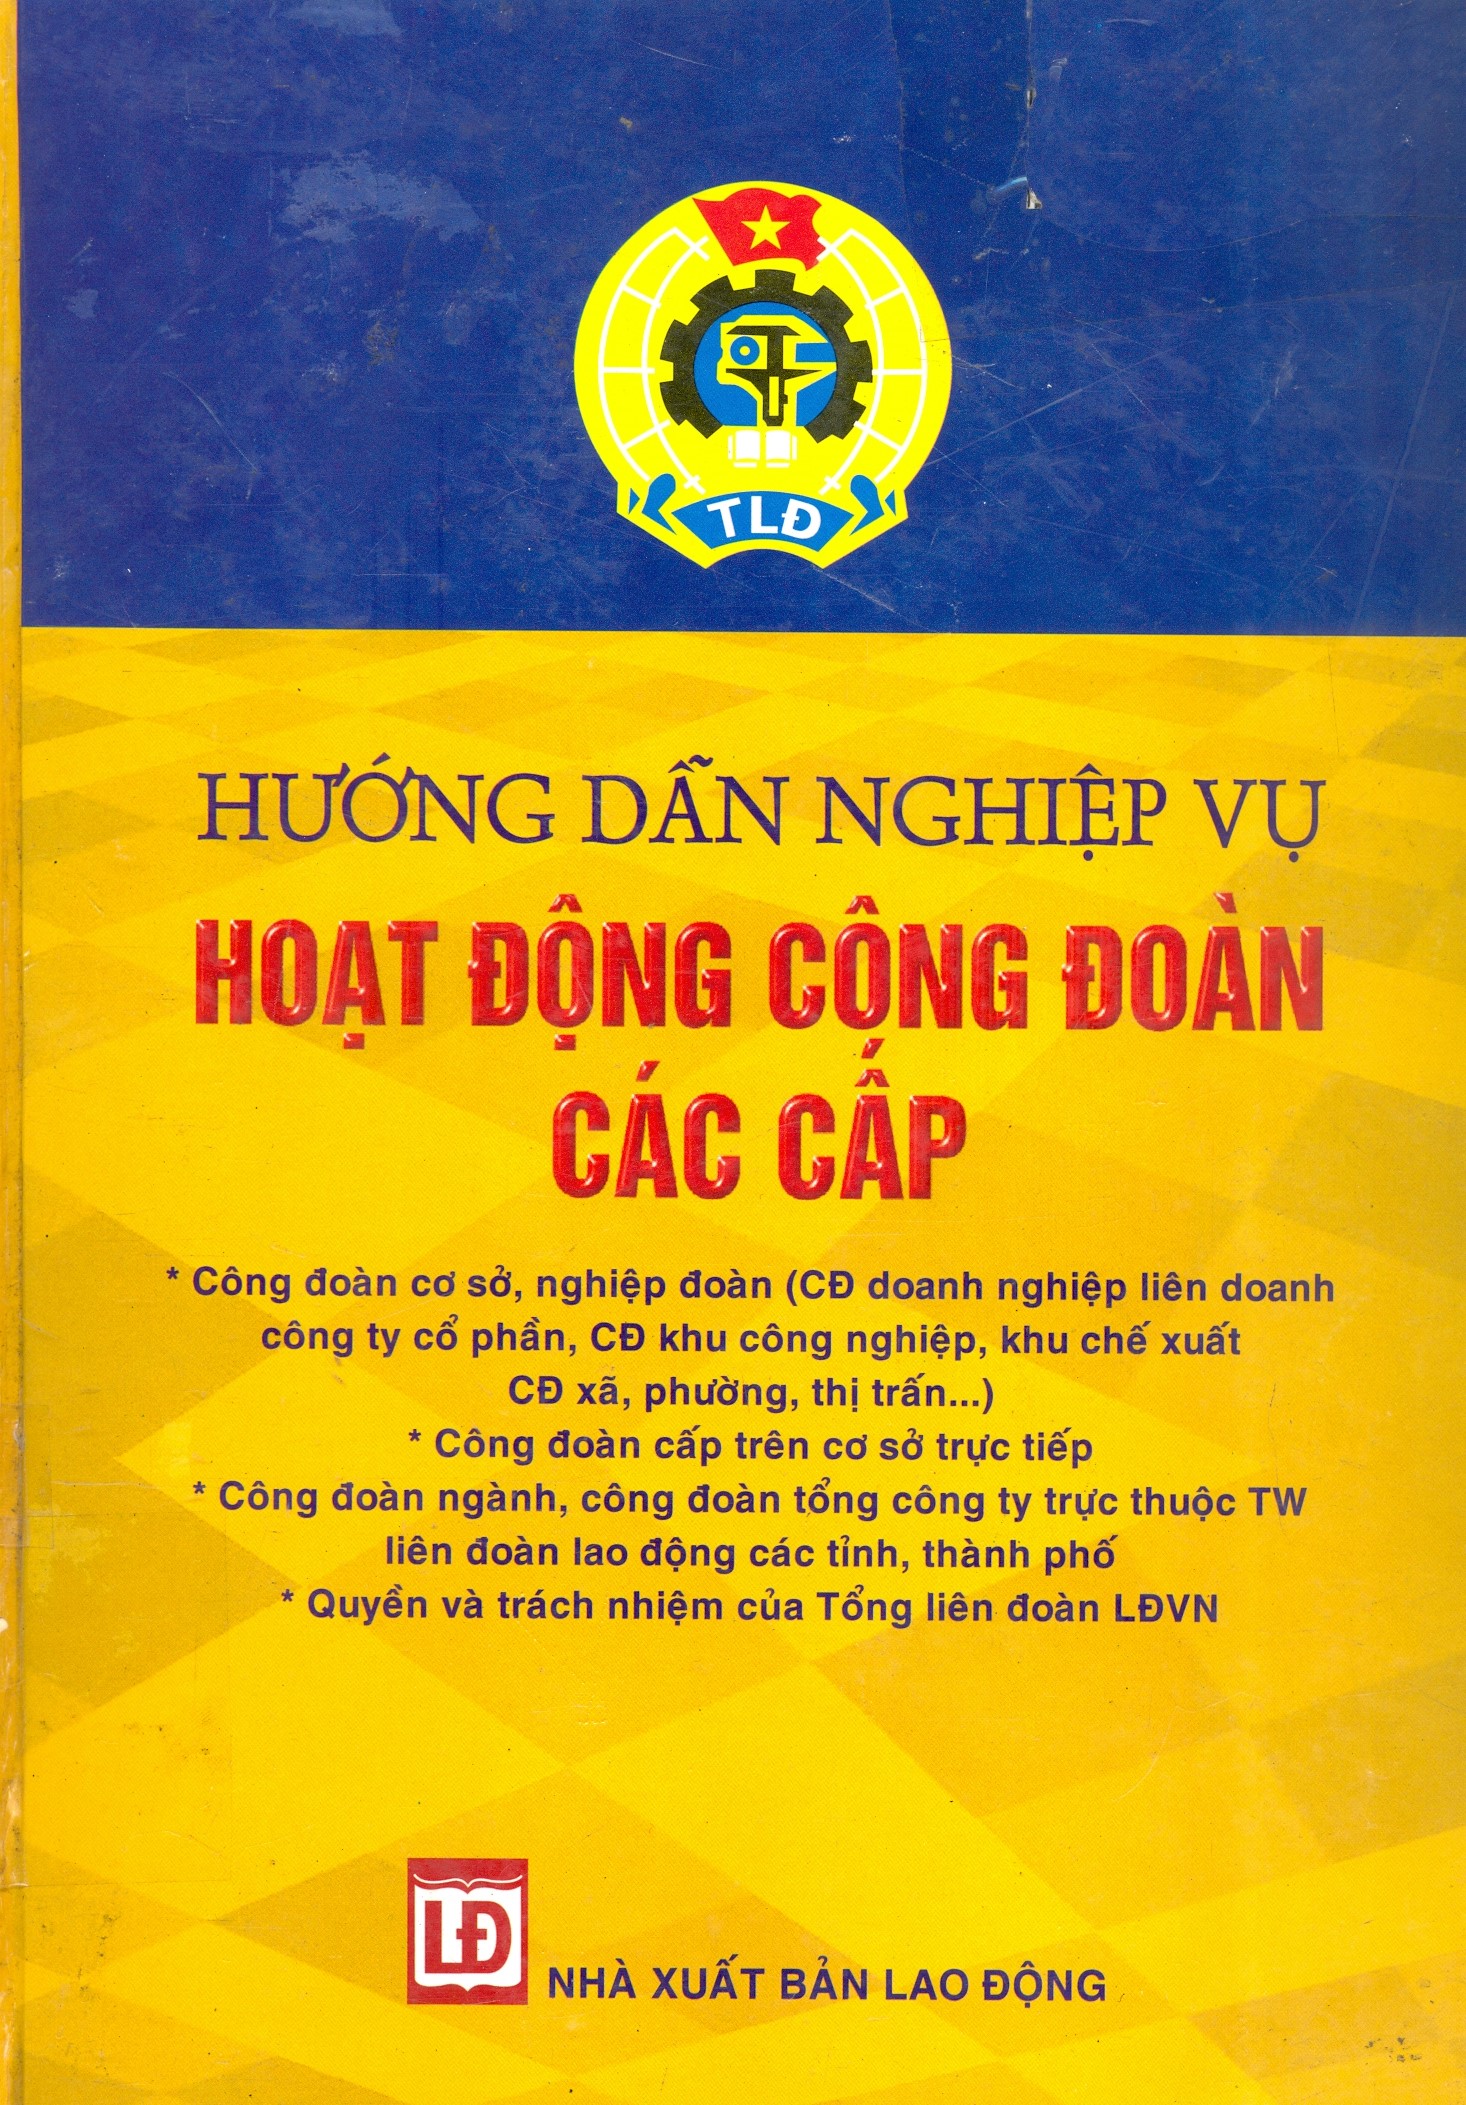 TLĐ
HƯỚNG DẪN NGHIỆP VỤ
HOẠT ĐỘNG CÔNG ĐOÀN
CÁC CẤP
* Công đoàn cơ sở, nghiệp đoàn (CĐ doanh nghiệp liên doanh
công ty cổ phần, CĐ khu công nghiệp, khu chế xuất
CĐ xã, phường, thị trấn...)
* Công đoàn cấp trên cơ sở trực tiếp
* Công đoàn ngành, công đoàn tổng công ty trực thuộc TW
liên đoàn lao động các tỉnh, thành phố
* Quyền và trách nhiệm của Tổng liên đoàn LĐVN
LĐ
NHÀ XUẤT BẢN LAO ĐỘNG